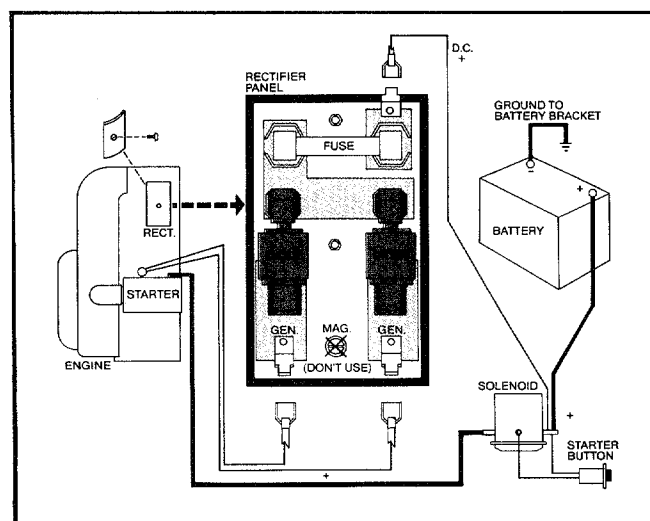 D.C.
+
RECTIFIER
PANEL
GROUND TO
BATTERY BRACKET
FUSE
-
+
RECT.
BATTERY
STARTER
GEN.
MAG.
GEN.
ENGINE
(DON'T USE)
SOLENOID
+
STARTER
BUTTON
+